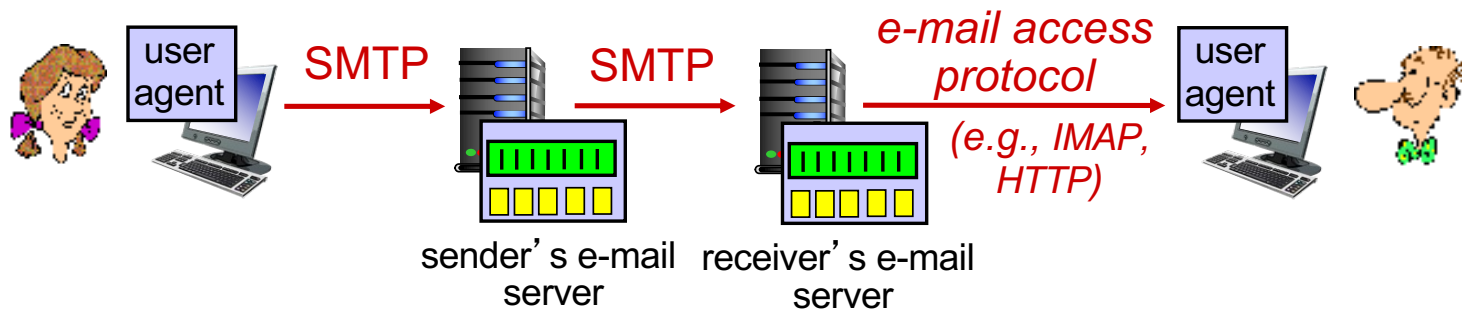 user
agent
SMTP
SMTP
e-mail access
protocol
(e.g., IMAP,
HTTP)
user
agent
sender’s e-mail
server
receiver’s e-mail
server